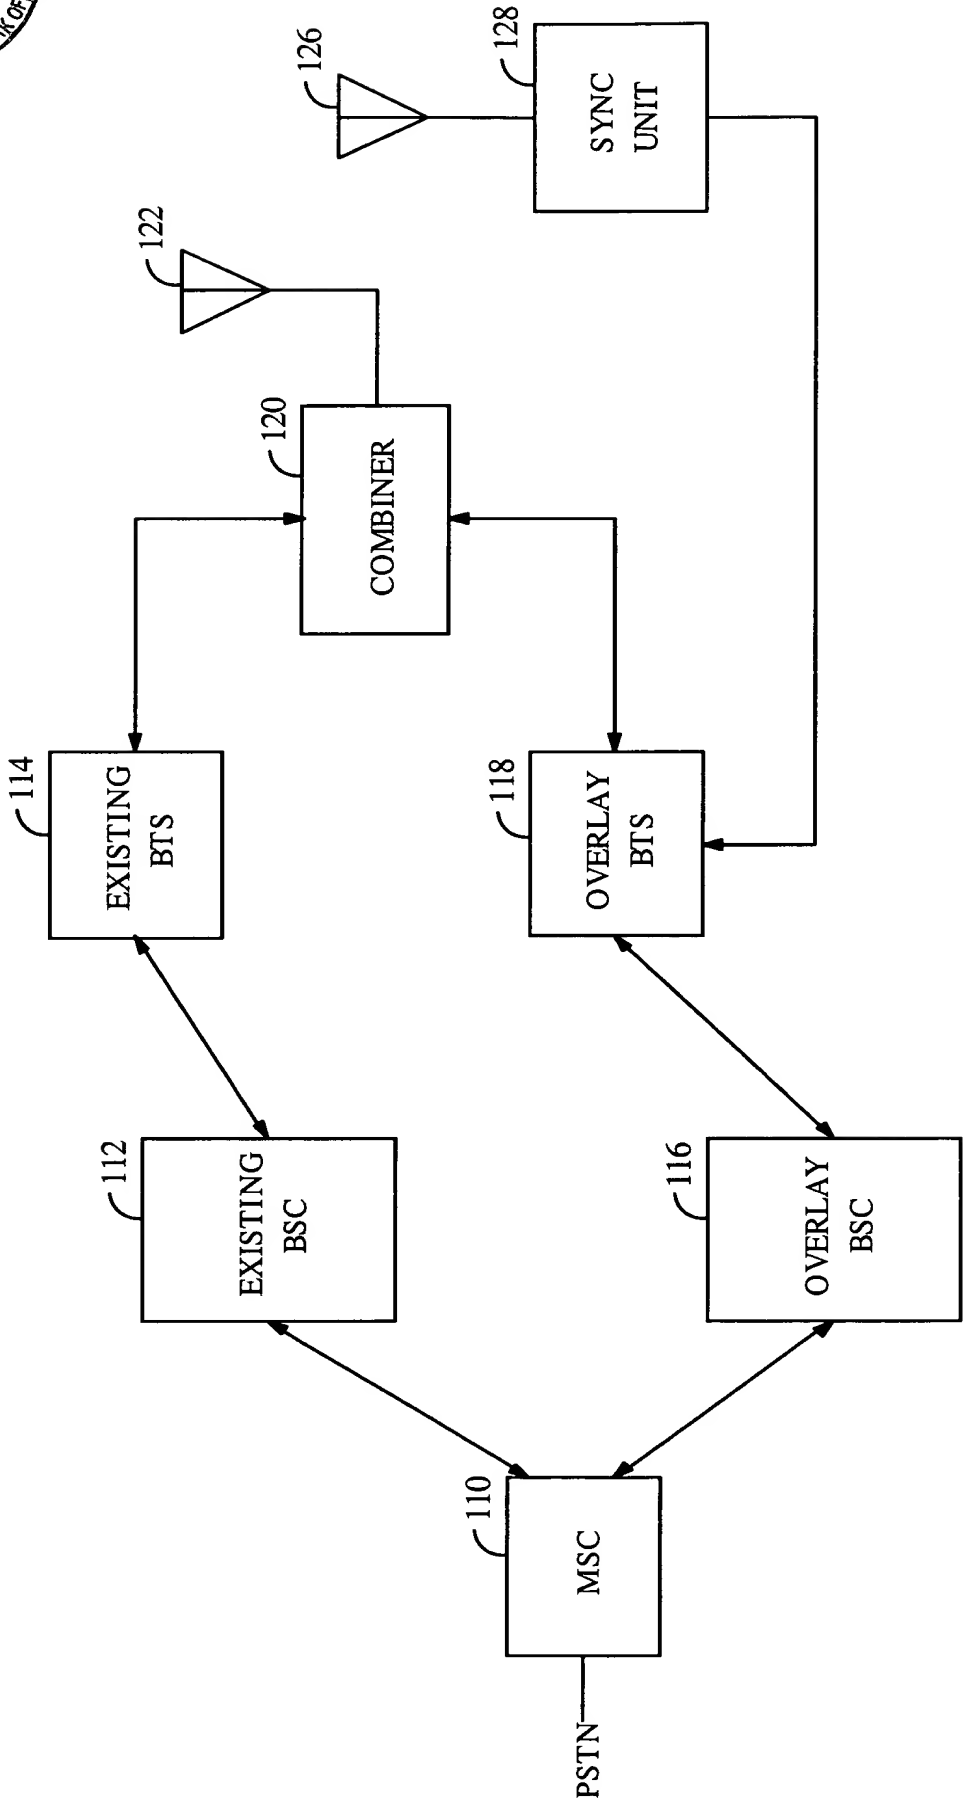 PSTN
110
MSC
112
EXISTING
BSC
116
OVERLAY
BSC
114
EXISTING
BTS
118
OVERLAY
BTS
120
COMBINER
122
126
128
SYNC
UNIT